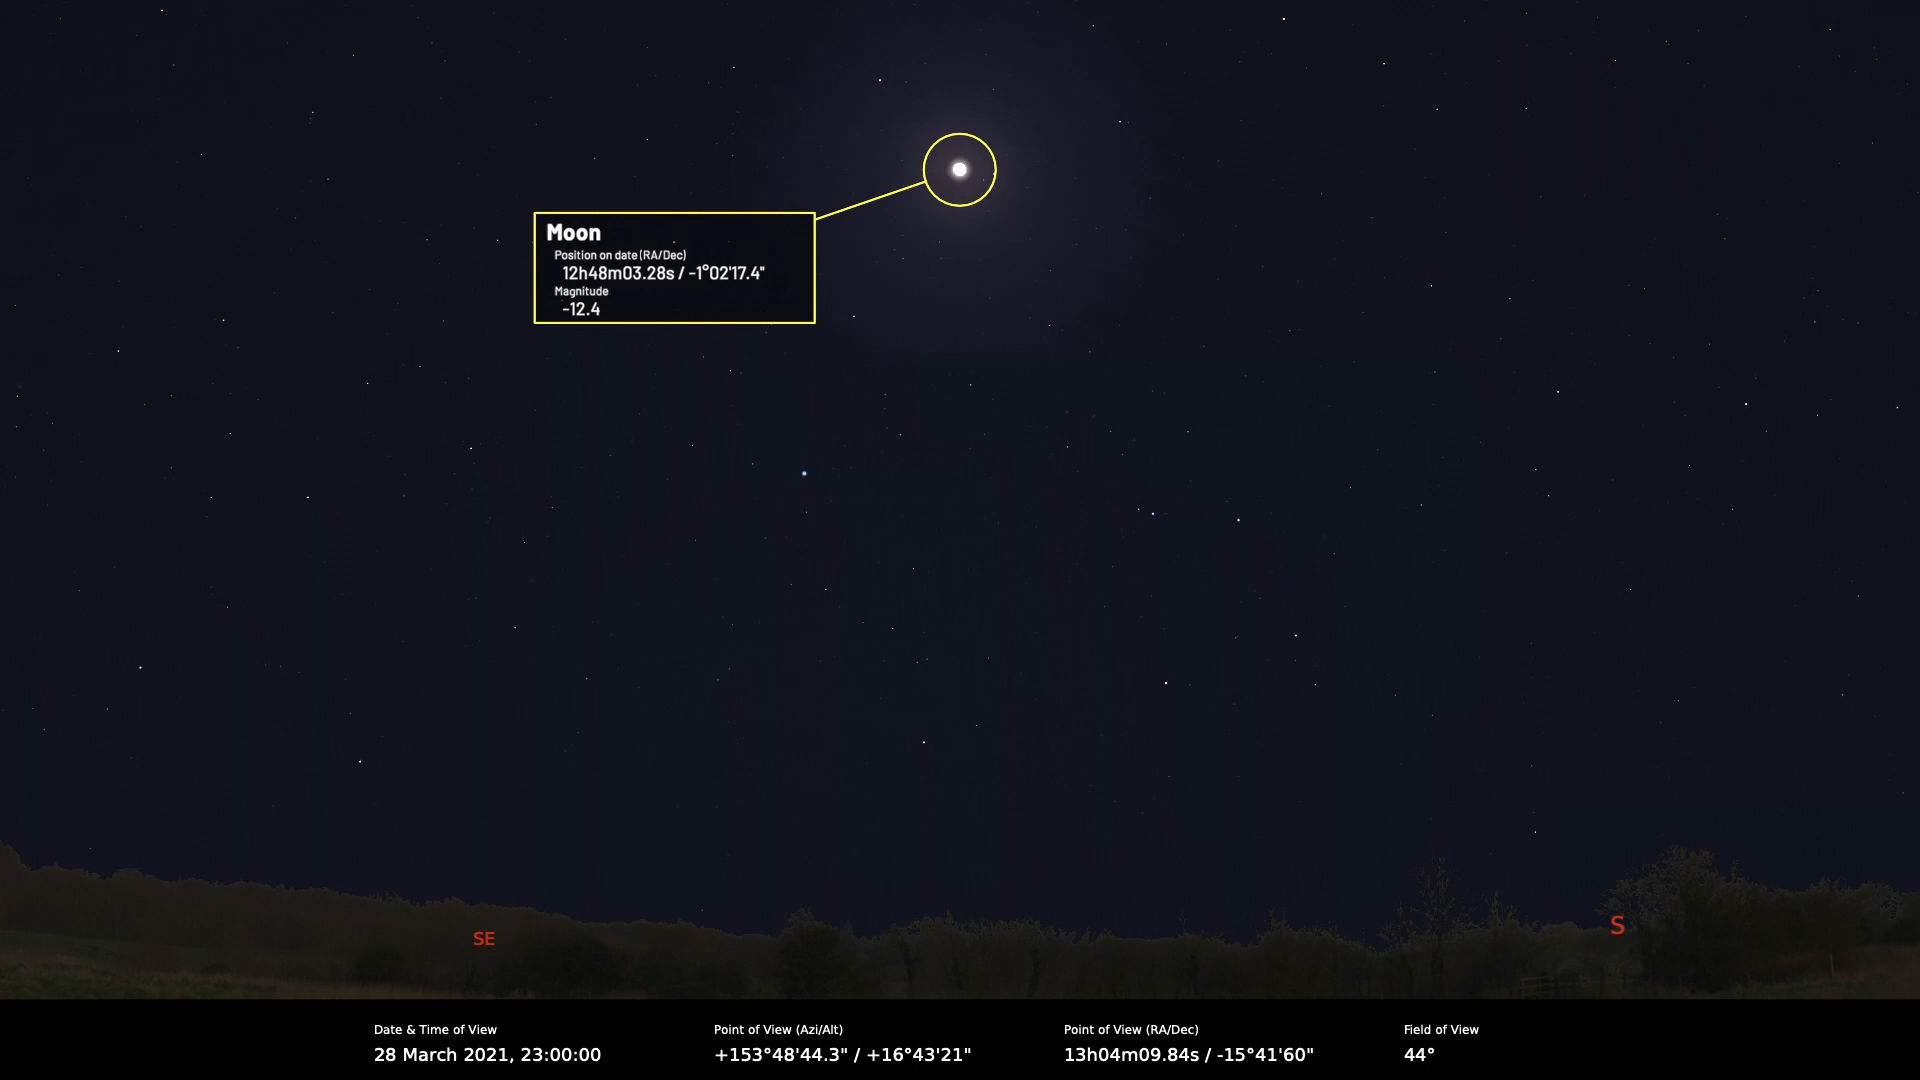 Moon
Position on date (RA/Dec)
12h48m03.28s / -1°02'17.4"
Magnitude
-12.4
SE
S
Date & Time of View
28 March 2021, 23:00:00
Point of View (Azi/Alt)
+153°48'44.3" / +16°43'21"
Point of View (RA/Dec)
13h04m09.84s / -15°41'60"
Field of View
44°